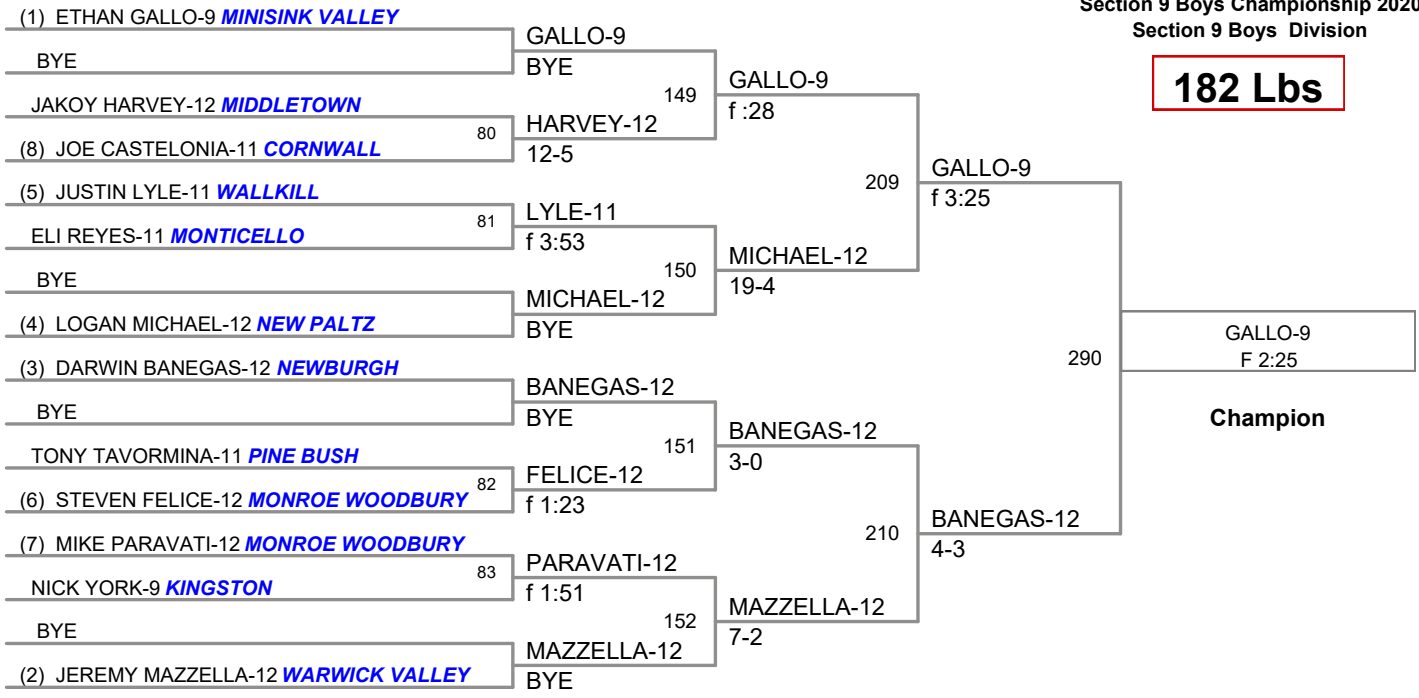 Section 9 Boys Championship 2020
Section 9 Boys Division
182 Lbs
(1) ETHAN GALLO-9 MINISINK VALLEY
BYE
JAKOY HARVEY-12 MIDDLETOWN
(8) JOE CASTELONIA-11 CORNWALL
(5) JUSTIN LYLE-11 WALLKILL
ELI REYES-11 MONTICELLO
BYE
(4) LOGAN MICHAEL-12 NEW PALTZ
(3) DARWIN BANEGAS-12 NEWBURGH
BYE
TONY TAVORMINA-11 PINE BUSH
(6) STEVEN FELICE-12 MONROE WOODBURY
(7) MIKE PARAVATI-12 MONROE WOODBURY
NICK YORK-9 KINGSTON
BYE
(2) JEREMY MAZZELLA-12 WARWICK VALLEY
80
81
82
83
GALLO-9
BYE
HARVEY-12
12-5
LYLE-11
f 3:53
MICHAEL-12
BYE
BANEGAS-12
BYE
FELICE-12
f 1:23
PARAVATI-12
f 1:51
MAZZELLA-12
BYE
149
150
151
152
GALLO-9
f :28
MICHAEL-12
19-4
BANEGAS-12
3-0
MAZZELLA-12
7-2
209
210
GALLO-9
f 3:25
BANEGAS-12
4-3
290
GALLO-9
F 2:25
Champion